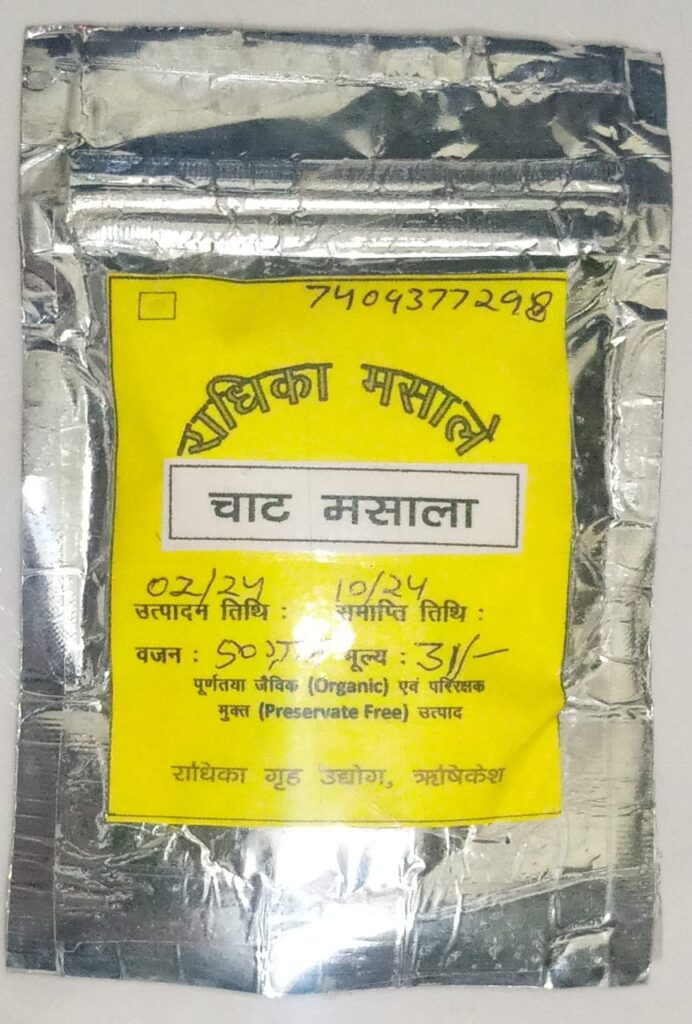 7409377298
राधिका मसाले
चाट मसाला
02/24 10/24
उत्पादन तिथि : समाप्ति तिथि :
वजन : 50 ग्राम मूल्य : 31/-
पूर्णतया जैविक (Organic) एवं परिरक्षक
मुक्त (Preservate Free) उत्पाद
राधिका गृह उद्योग, ऋषिकेश